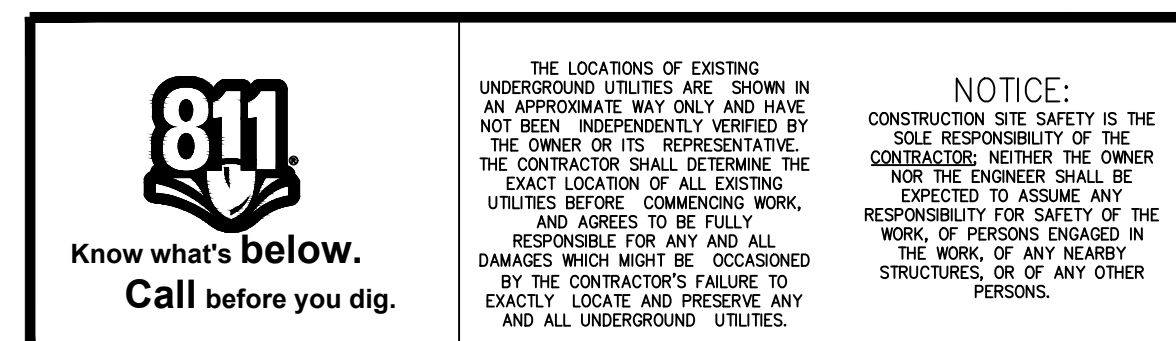 811®
Know what's below.
Call before you dig.
THE LOCATIONS OF EXISTING
UNDERGROUND UTILITIES ARE SHOWN IN
AN APPROXIMATE WAY ONLY AND HAVE
NOT BEEN INDEPENDENTLY VERIFIED BY
THE OWNER OR ITS REPRESENTATIVE.
THE CONTRACTOR SHALL DETERMINE THE
EXACT LOCATION OF ALL EXISTING
UTILITIES BEFORE COMMENCING WORK,
AND AGREES TO BE FULLY
RESPONSIBLE FOR ANY AND ALL
DAMAGES WHICH MIGHT BE OCCASIONED
BY THE CONTRACTOR'S FAILURE TO
EXACTLY LOCATE AND PRESERVE ANY
AND ALL UNDERGROUND UTILITIES.
NOTICE:
CONSTRUCTION SITE SAFETY IS THE
SOLE RESPONSIBILITY OF THE
CONTRACTOR; NEITHER THE OWNER
NOR THE ENGINEER SHALL BE
EXPECTED TO ASSUME ANY
RESPONSIBILITY FOR SAFETY OF THE
WORK, OF PERSONS ENGAGED IN
THE WORK, OF ANY NEARBY
STRUCTURES, OR OF ANY OTHER
PERSONS.